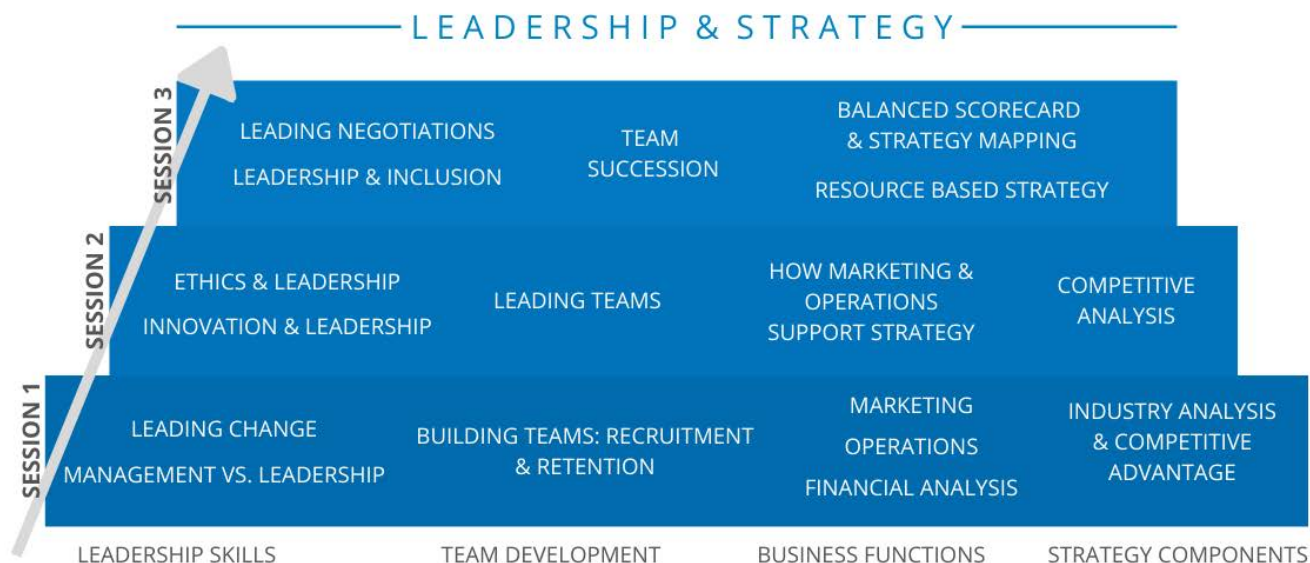 LEADERSHIP & STRATEGY
SESSION 3
LEADING NEGOTIATIONS
LEADERSHIP & INCLUSION
TEAM
SUCCESSION
BALANCED SCORECARD
& STRATEGY MAPPING
RESOURCE BASED STRATEGY
SESSION 2
ETHICS & LEADERSHIP
INNOVATION & LEADERSHIP
LEADING TEAMS
HOW MARKETING &
OPERATIONS
SUPPORT STRATEGY
COMPETITIVE
ANALYSIS
SESSION 1
LEADING CHANGE
MANAGEMENT VS. LEADERSHIP
BUILDING TEAMS: RECRUITMENT
& RETENTION
MARKETING
OPERATIONS
FINANCIAL ANALYSIS
INDUSTRY ANALYSIS
& COMPETITIVE
ADVANTAGE
LEADERSHIP SKILLS
TEAM DEVELOPMENT
BUSINESS FUNCTIONS
STRATEGY COMPONENTS